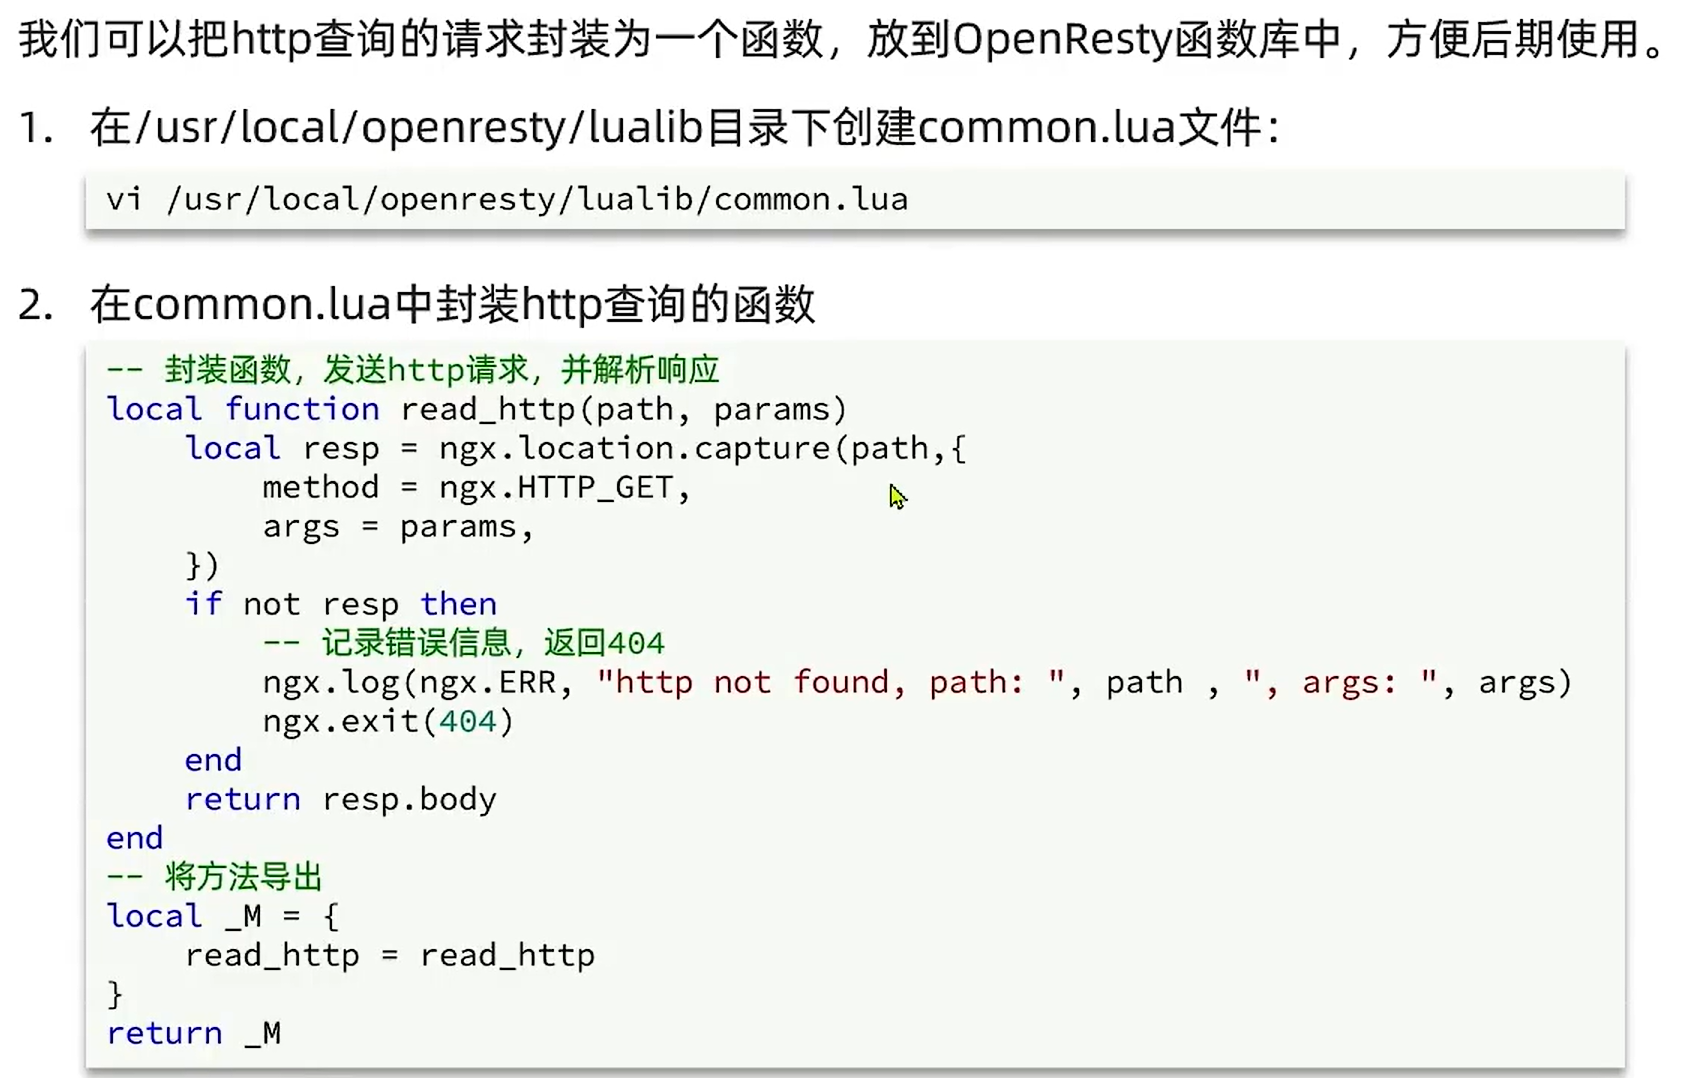 我们可以把http查询的请求封装为一个函数，放到OpenResty函数库中，方便后期使用。
1. 在/usr/local/openresty/lualib目录下创建common.lua文件：
vi /usr/local/openresty/lualib/common.lua
2. 在common.lua中封装http查询的函数
-- 封装函数，发送http请求，并解析响应
local function read_http(path, params)
    local resp = ngx.location.capture(path,{
        method = ngx.HTTP_GET,
        args = params,
    })
    if not resp then
        -- 记录错误信息，返回404
        ngx.log(ngx.ERR, "http not found, path: ", path , ", args: ", args)
        ngx.exit(404)
    end
    return resp.body
end
-- 将方法导出
local _M = {
    read_http = read_http
}
return _M